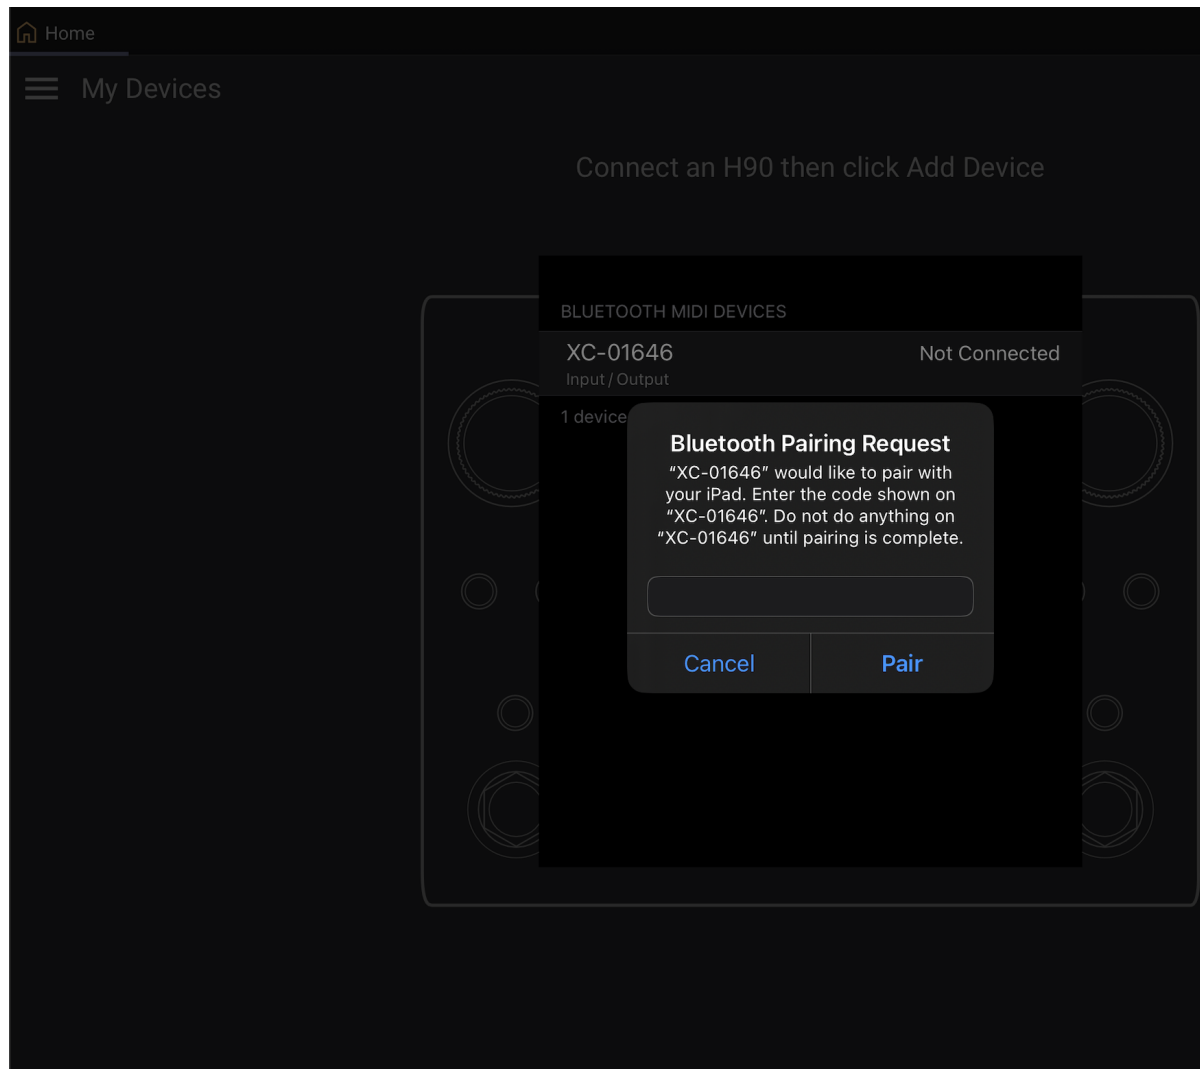 Home
My Devices
Connect an H90 then click Add Device
BLUETOOTH MIDI DEVICES
XC-01646
Not Connected
Input / Output
1 device
Bluetooth Pairing Request
“XC-01646” would like to pair with
your iPad. Enter the code shown on
“XC-01646”. Do not do anything on
“XC-01646” until pairing is complete.
Cancel
Pair